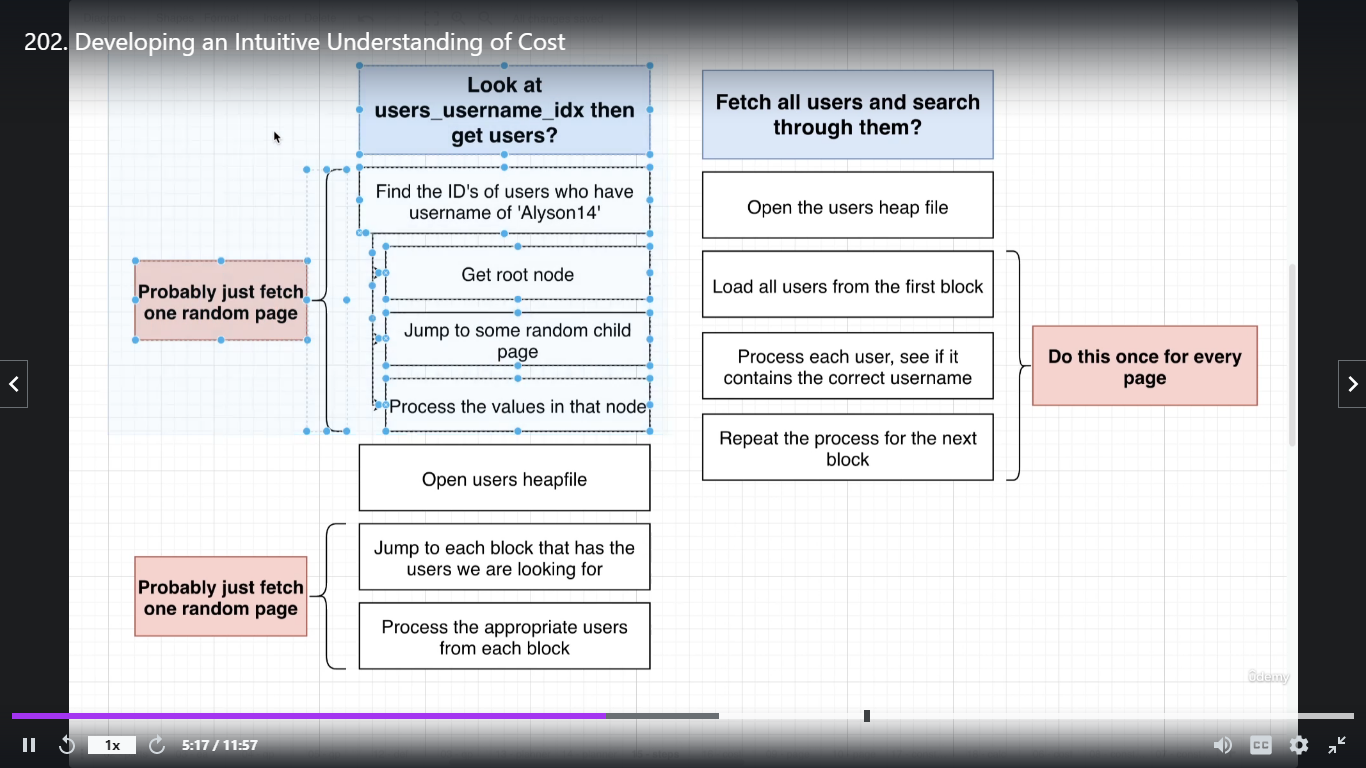 202. Developing an Intuitive Understanding of Cost
Look at
users_username_idx then
get users?
Find the ID's of users who have
username of 'Alyson14'
Get root node
Jump to some random child
page
Process the values in that node
Probably just fetch
one random page
Open users heapfile
Jump to each block that has the
users we are looking for
Process the appropriate users
from each block
Probably just fetch
one random page
Fetch all users and search
through them?
Open the users heap file
Load all users from the first block
Process each user, see if it
contains the correct username
Repeat the process for the next
block
Do this once for every
page
ûdemy
1x
5:17 / 11:57
CC